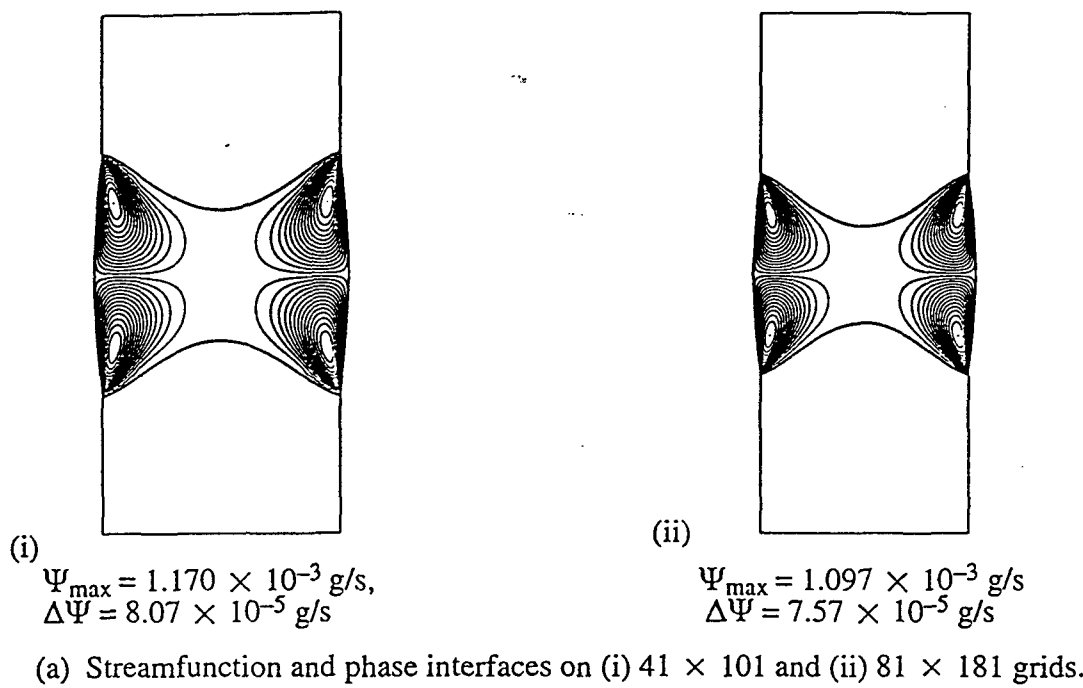 (i)
Ψmax = 1.170 × 10⁻³ g/s,
ΔΨ = 8.07 × 10⁻⁵ g/s
(ii)
Ψmax = 1.097 × 10⁻³ g/s
ΔΨ = 7.57 × 10⁻⁵ g/s
(a) Streamfunction and phase interfaces on (i) 41 × 101 and (ii) 81 × 181 grids.